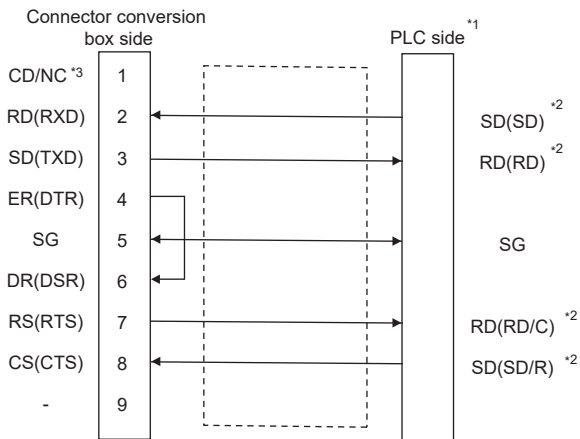 Connector conversion
box side
PLC side *1
CD/NC *3 1
RD(RXD) 2 SD(SD) *2
SD(TXD) 3 RD(RD) *2
ER(DTR) 4
SG 5 SG
DR(DSR) 6
RS(RTS) 7 RD(RD/C) *2
CS(CTS) 8 SD(SD/R) *2
- 9